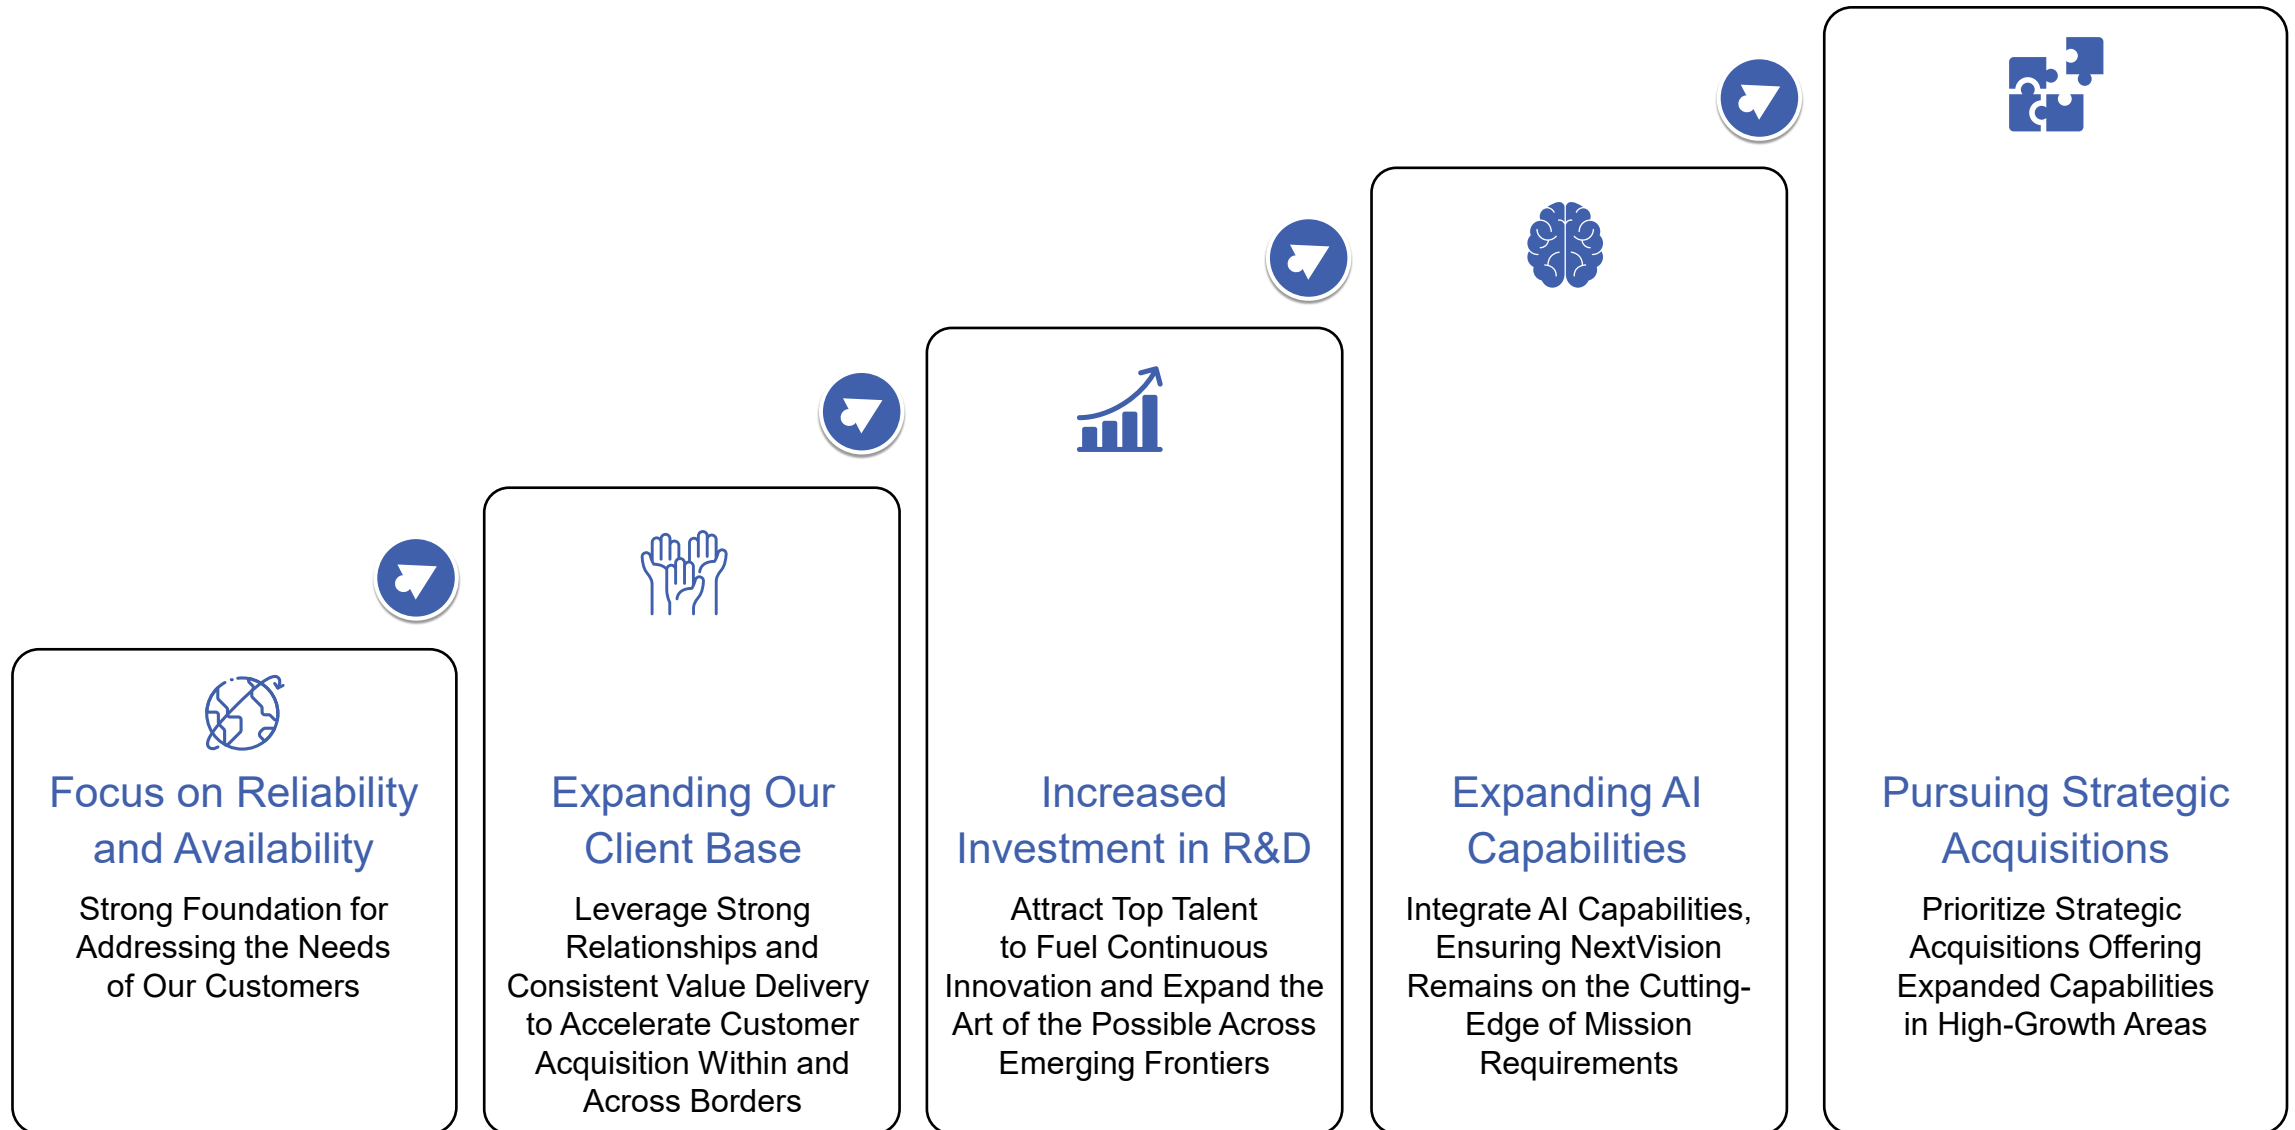 Focus on Reliability
and Availability
Strong Foundation for
Addressing the Needs
of Our Customers
Expanding Our
Client Base
Leverage Strong
Relationships and
Consistent Value Delivery
to Accelerate Customer
Acquisition Within and
Across Borders
Increased
Investment in R&D
Attract Top Talent
to Fuel Continuous
Innovation and Expand the
Art of the Possible Across
Emerging Frontiers
Expanding AI
Capabilities
Integrate AI Capabilities,
Ensuring NextVision
Remains on the Cutting-
Edge of Mission
Requirements
Pursuing Strategic
Acquisitions
Prioritize Strategic
Acquisitions Offering
Expanded Capabilities
in High-Growth Areas